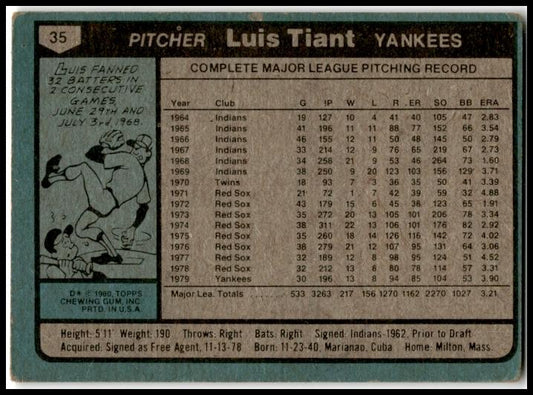 35 PITCHER Luis Tiant YANKEES
LUIS FANNED
32 BATTERS IN
2 CONSECUTIVE
GAMES,
JUNE 29TH AND
JULY 3rd, 1968.
D* © 1980, TOPPS
CHEWING GUM, INC.
PRTD. IN U.S.A.
COMPLETE MAJOR LEAGUE PITCHING RECORD
Year Club G IP W L R ER SO BB ERA
1964 Indians 19 127 10 4 41 40 105 47 2.83
1965 Indians 41 196 11 11 88 77 152 66 3.54
1966 Indians 46 155 12 11 50 48 145 50 2.79
1967 Indians 33 214 12 9 76 65 219 67 2.73
1968 Indians 34 258 21 9 53 46 264 73 1.60
1969 Indians 38 250 9 20 123 103 156 129 3.71
1970 Twins 18 93 7 3 36 35 50 41 3.39
1971 Red Sox 21 72 1 7 42 39 59 32 4.88
1972 Red Sox 43 179 15 6 45 38 123 65 1.91
1973 Red Sox 35 272 20 13 105 101 206 78 3.34
1974 Red Sox 38 311 22 13 106 101 176 82 2.92
1975 Red Sox 35 260 18 14 126 116 142 72 4.02
1976 Red Sox 38 279 21 12 107 95 131 64 3.06
1977 Red Sox 32 189 12 8 98 95 124 51 4.52
1978 Red Sox 32 212 13 8 80 78 114 57 3.31
1979 Yankees 30 196 13 8 94 85 104 53 3.90
Major Lea. Totals 533 3263 217 156 1270 1162 2270 1027 3.21
Height: 5'11" Weight: 190 Throws: Right Bats: Right Signed: Indians-1962, Prior to Draft
Acquired: Signed as Free Agent, 11-13-78 Born: 11-23-40, Marianao, Cuba Home: Milton, Mass.